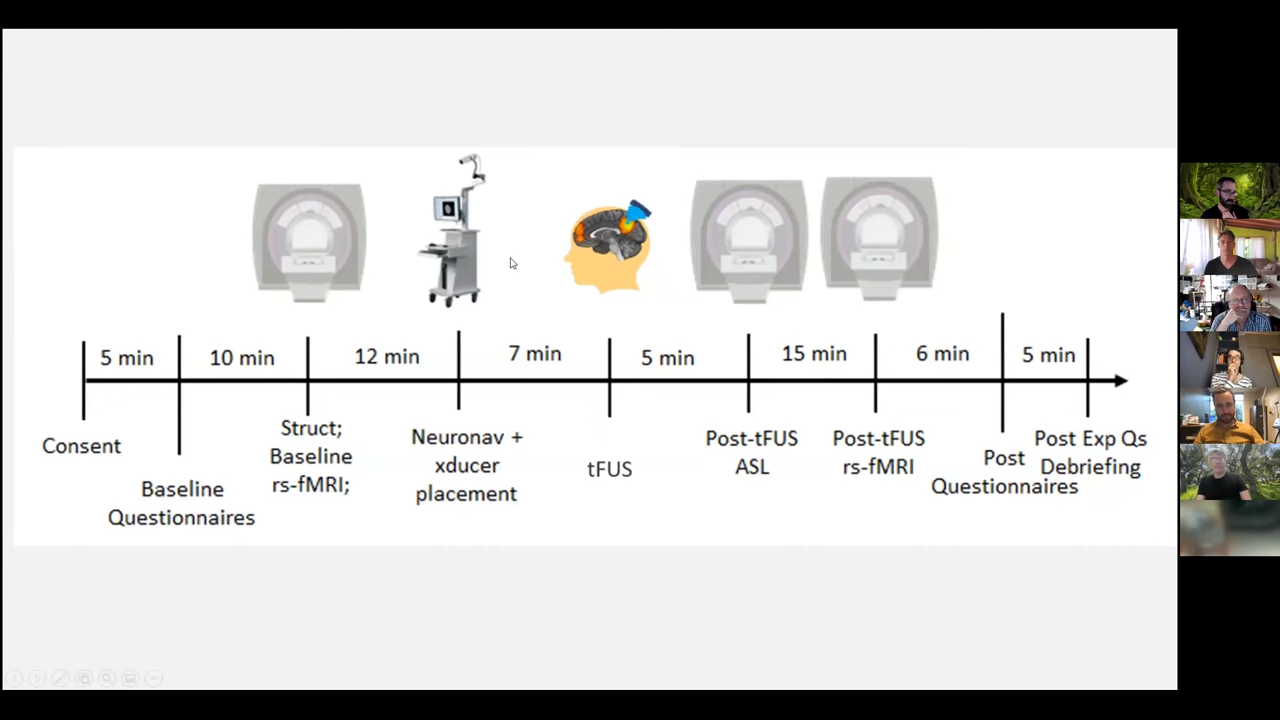 5 min
10 min
12 min
7 min
5 min
15 min
6 min
5 min
Consent
Baseline
Questionnaires
Struct;
Baseline
rs-fMRI;
Neuronav +
xducer
placement
tFUS
Post-tFUS
ASL
Post-tFUS
rs-fMRI
Post
Questionnaires
Post Exp Qs
Debriefing